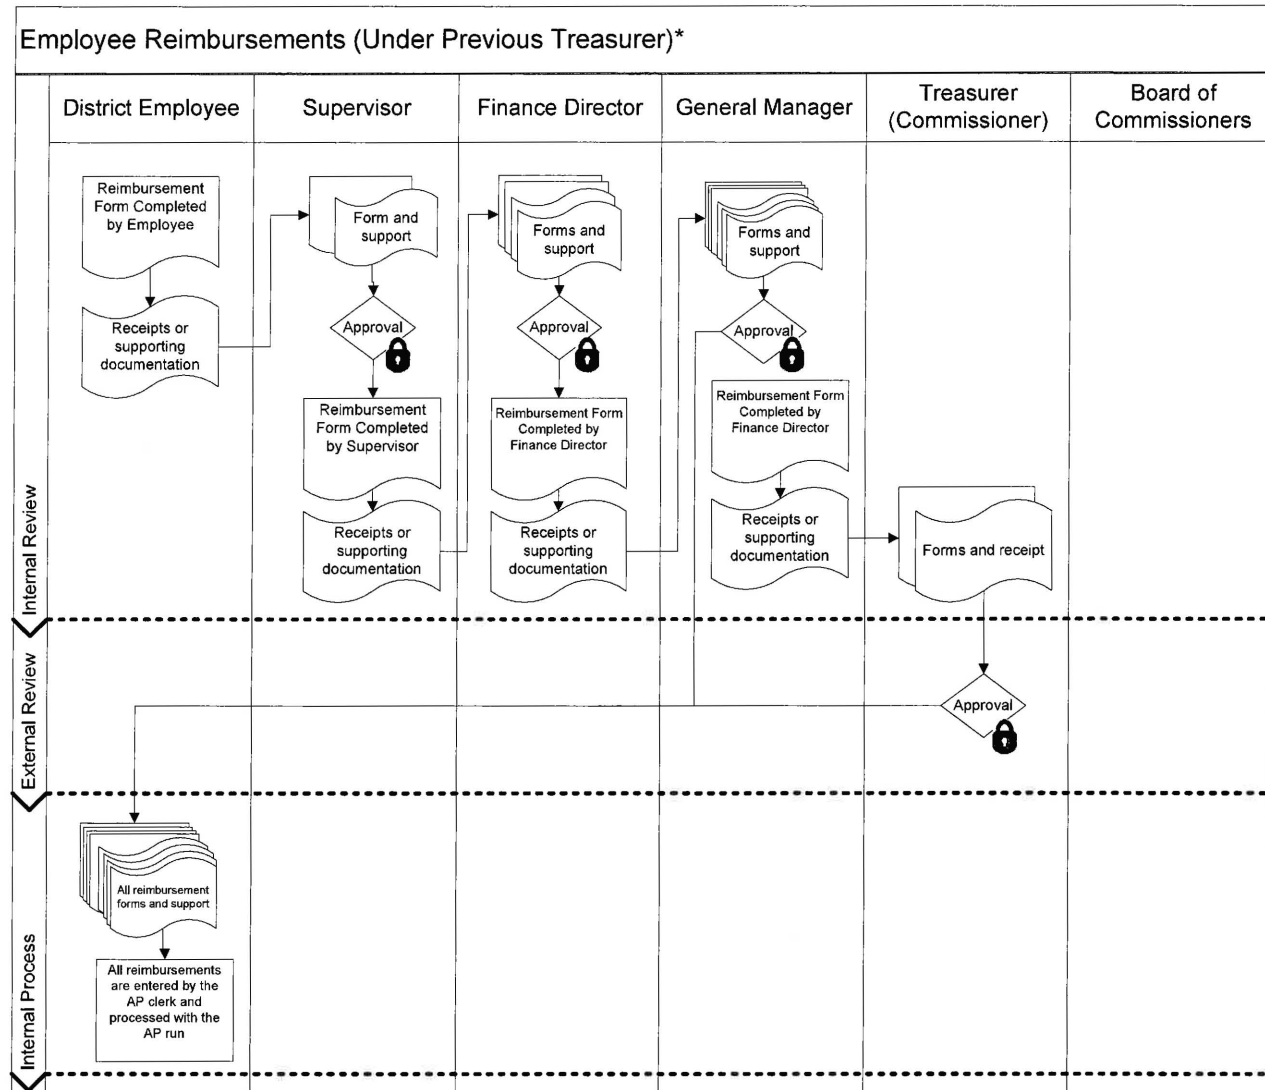 Employee Reimbursements (Under Previous Treasurer)*
District Employee
Supervisor
Finance Director
General Manager
Treasurer
(Commissioner)
Board of
Commissioners
Internal Review
Reimbursement
Form Completed
by Employee
Receipts or
supporting
documentation
Form and
support
Approval
Reimbursement
Form Completed
by Supervisor
Receipts or
supporting
documentation
Forms and
support
Approval
Reimbursement Form
Completed by
Finance Director
Receipts or
supporting
documentation
Forms and
support
Approval
Reimbursement Form
Completed by
Finance Director
Receipts or
supporting
documentation
Forms and receipt
External Review
Approval
Internal Process
All reimbursement
forms and support
All reimbursements
are entered by the
AP clerk and
processed with the
AP run